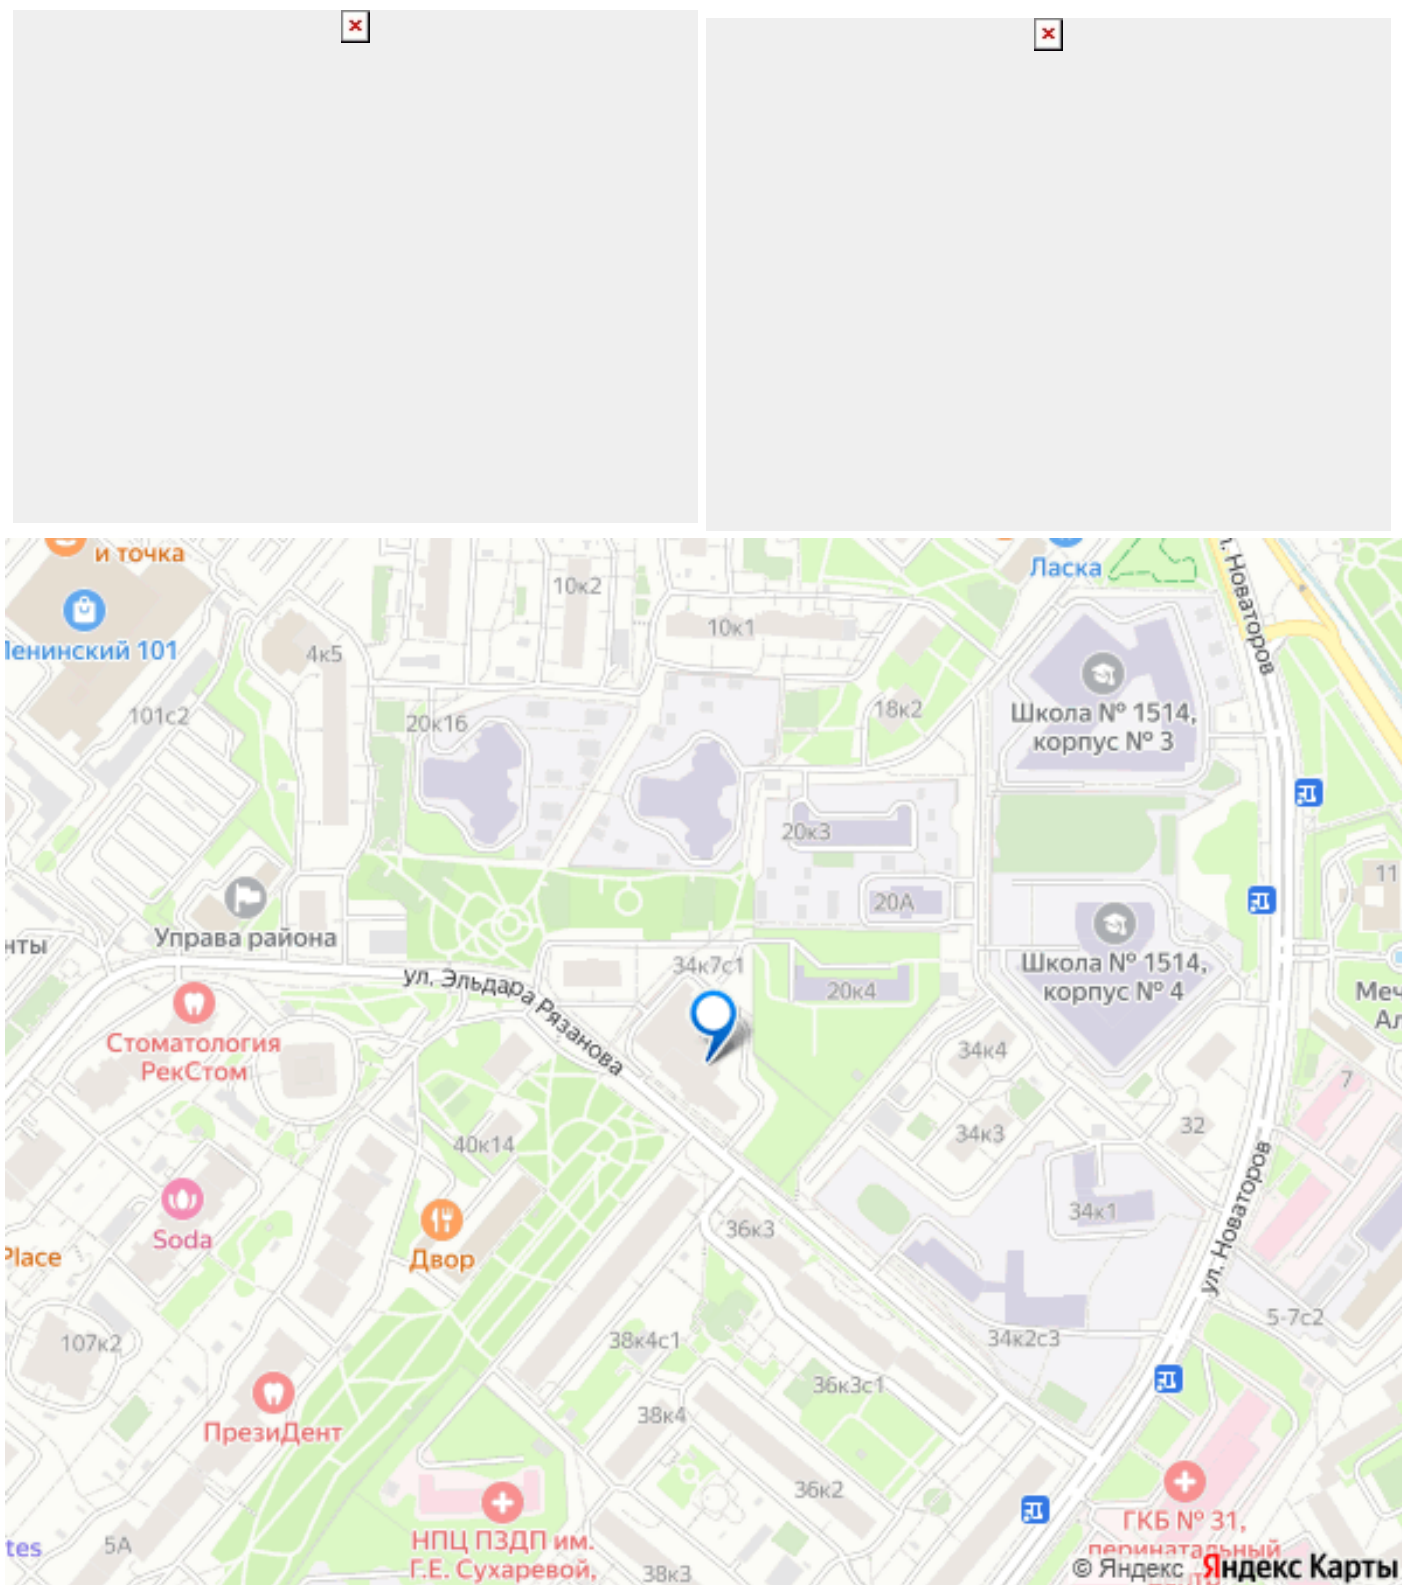 и точка
Ласка
л. Новаторов
10к2
10к1
Ленинский 101
4к5
101с2
20к16
18к2
Школа № 1514,
корпус № 3
20к3
11
20А
Управа района
34к7с1
ул. Эльдара Рязанова
20к4
Школа № 1514,
корпус № 4
Меч
Ал
Стоматология
РекСтом
34к4
7
40к14
34к3
32
Soda
34к1
36к3
Place
Двор
ул. Новаторов
5-7с2
107к2
38к4с1
34к2с3
36к3с1
38к4
ПрезиДент
36к2
НПЦ ПЗДП им.
Г.Е. Сухаревой,
ГКБ № 31,
перинатальный
5А
38к3
© Яндекс Яндекс Карты